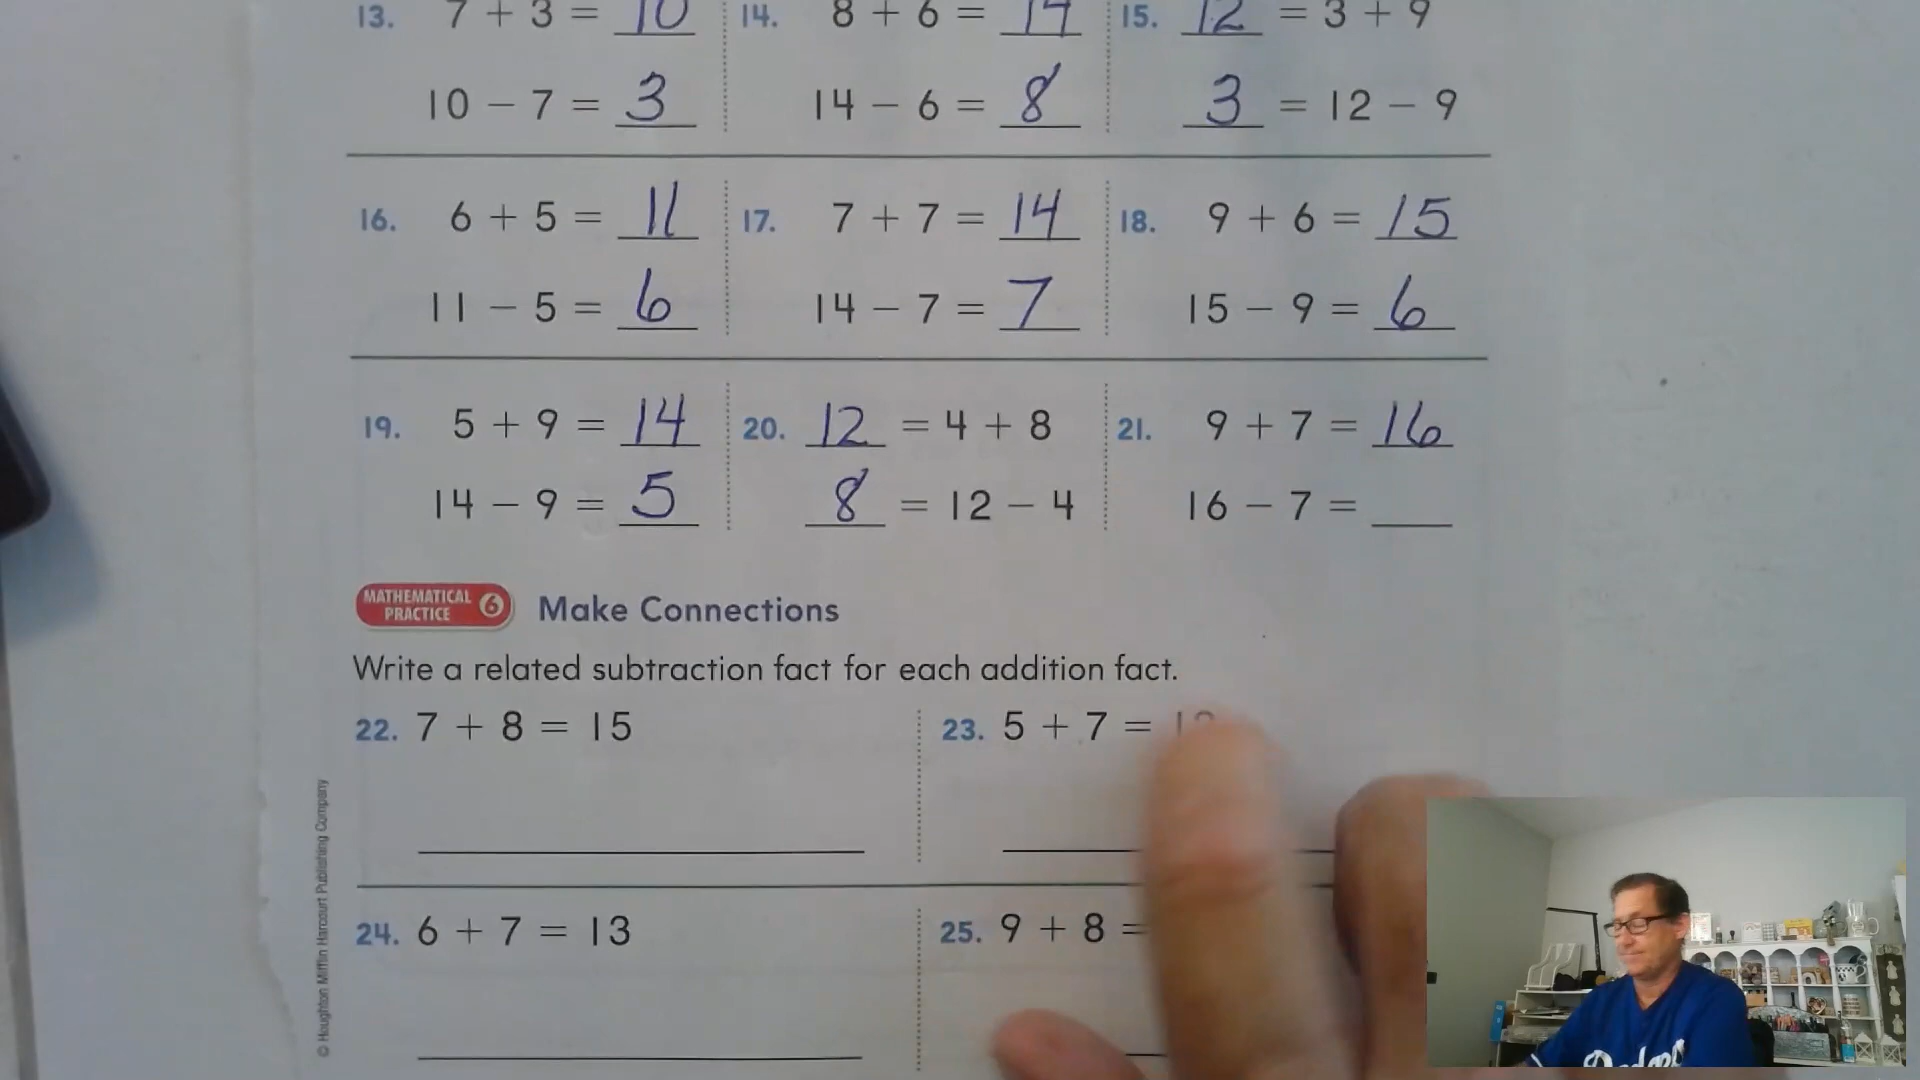 13. 7 + 3 = 10 14. 8 + 6 = 14 15. 12 = 3 + 9
10 − 7 = 3 14 − 6 = 8 3 = 12 − 9
16. 6 + 5 = 11 17. 7 + 7 = 14 18. 9 + 6 = 15
11 − 5 = 6 14 − 7 = 7 15 − 9 = 6
19. 5 + 9 = 14 20. 12 = 4 + 8 21. 9 + 7 = 16
14 − 9 = 5 8 = 12 − 4 16 − 7 = ___
MATHEMATICAL
PRACTICE 6 Make Connections
Write a related subtraction fact for each addition fact.
22. 7 + 8 = 15 23. 5 + 7 =
24. 6 + 7 = 13 25. 9 + 8 =
© Houghton Mifflin Harcourt Publishing Company
Dodgers